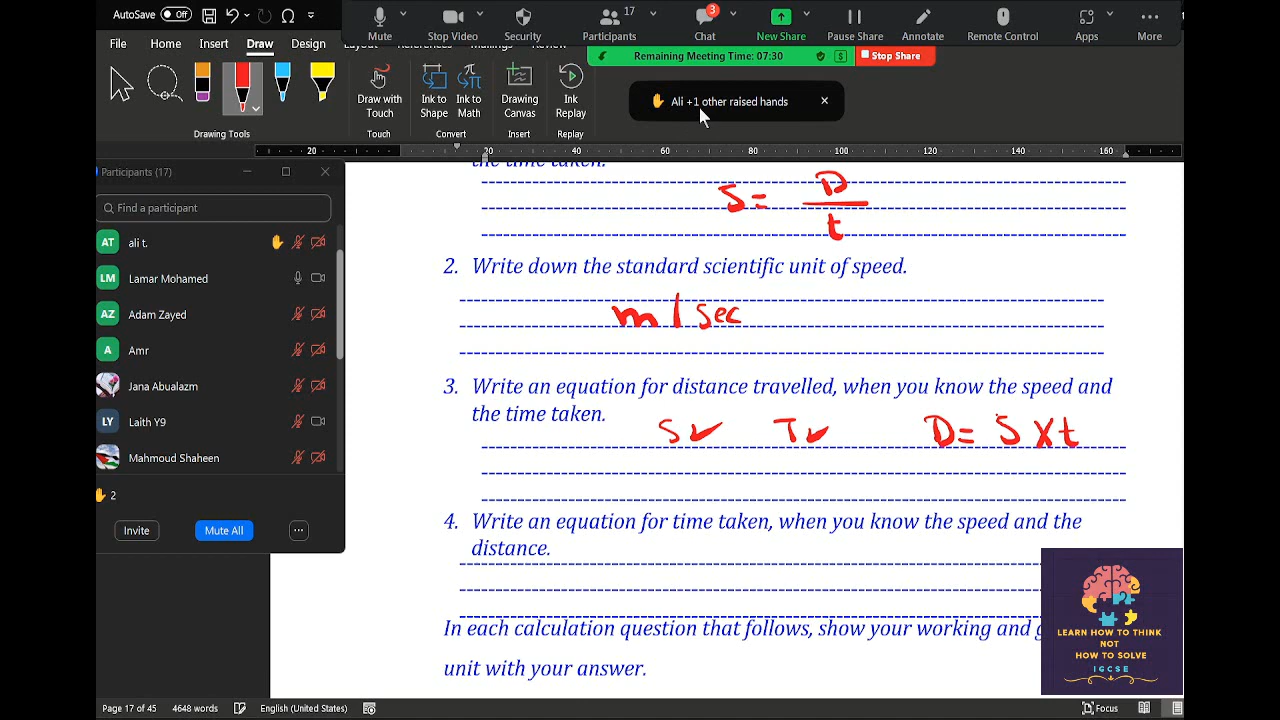 AutoSave Off
17
3
Mute
Stop Video
Security
Participants
Chat
New Share
Pause Share
Annotate
Remote Control
Apps
More
File
Home
Insert
Draw
Design
Remaining Meeting Time: 07:30
Stop Share
Draw with Touch
Ink to Shape
Ink to Math
Drawing Canvas
Ink Replay
Ali +1 other raised hands
Drawing Tools
Touch
Convert
Insert
Replay
20
20
40
60
80
100
120
140
160
Participants (17)
Find a participant
AT ali t.
LM Lamar Mohamed
AZ Adam Zayed
A Amr
Jana Abualazm
LY Laith Y9
Mahmoud Shaheen
2
Invite
Mute All
...
the time taken.
S = D
t
2. Write down the standard scientific unit of speed.
m / sec
3. Write an equation for distance travelled, when you know the speed and
the time taken.
S ✓ T ✓ D = S X t
4. Write an equation for time taken, when you know the speed and the
distance.
In each calculation question that follows, show your working and
unit with your answer.
LEARN HOW TO THINK
NOT
HOW TO SOLVE
IGCSE
Page 17 of 45
4648 words
English (United States)
Focus